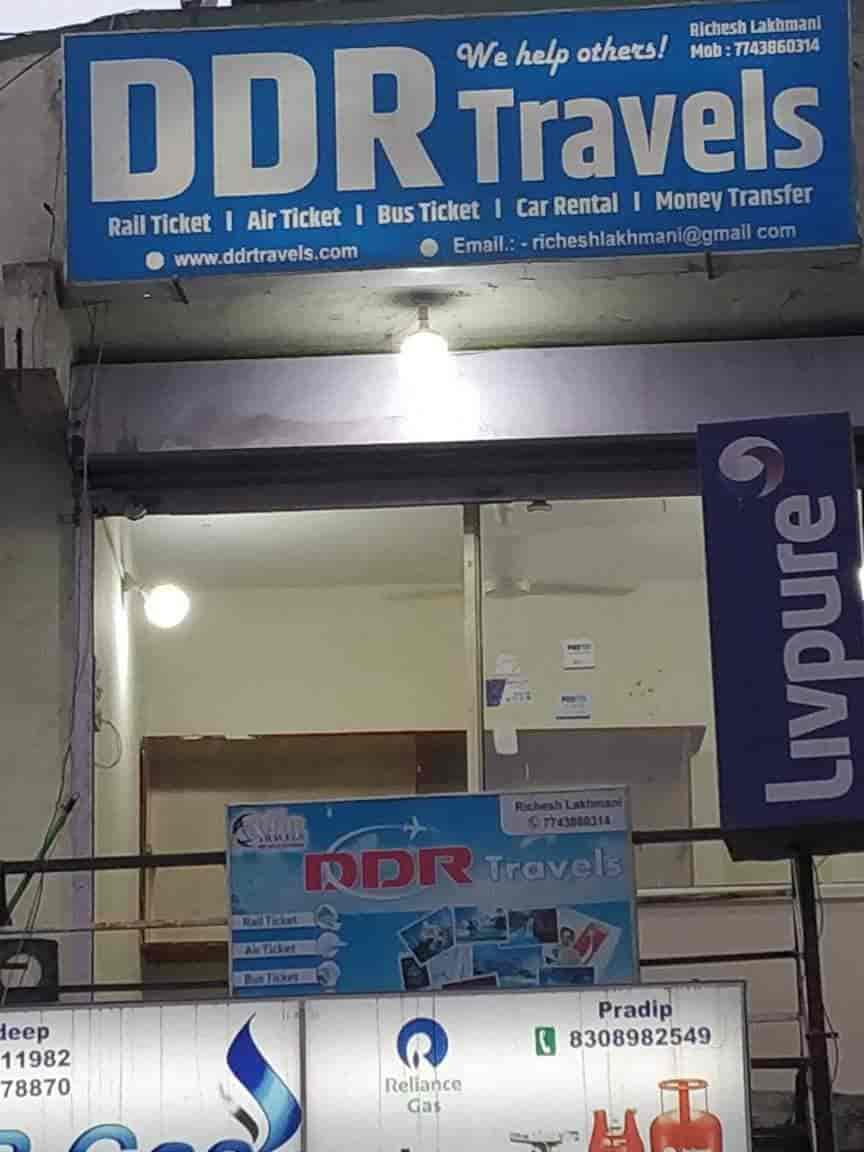 We help others!
Richesh Lakhmani
Mob : 7743860314
DDR Travels
Rail Ticket | Air Ticket | Bus Ticket | Car Rental | Money Transfer
www.ddrtravels.com
Email.: - richeshlakhmani@gmail.com
Livpure
Richesh Lakhmani
7743860314
DDR Travels
Rail Ticket
Air Ticket
Bus Ticket
deep
11982
78870
Gas
Reliance
Gas
Pradip
8308982549